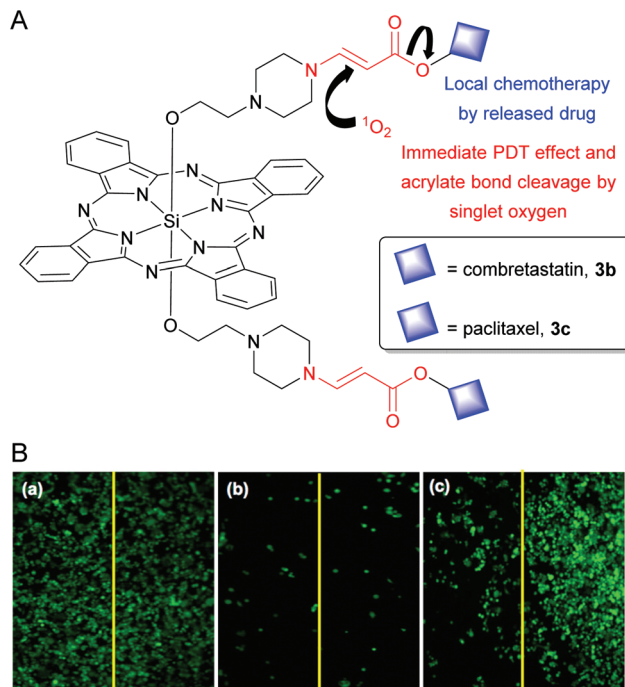 A
O
N
O
N
O
¹O₂
Local chemotherapy
by released drug
Immediate PDT effect and
acrylate bond cleavage by
singlet oxygen
N
N
N
N
Si
N
N
N
N
O
= combretastatin, 3b
= paclitaxel, 3c
N
N
O
O
B
(a)
(b)
(c)